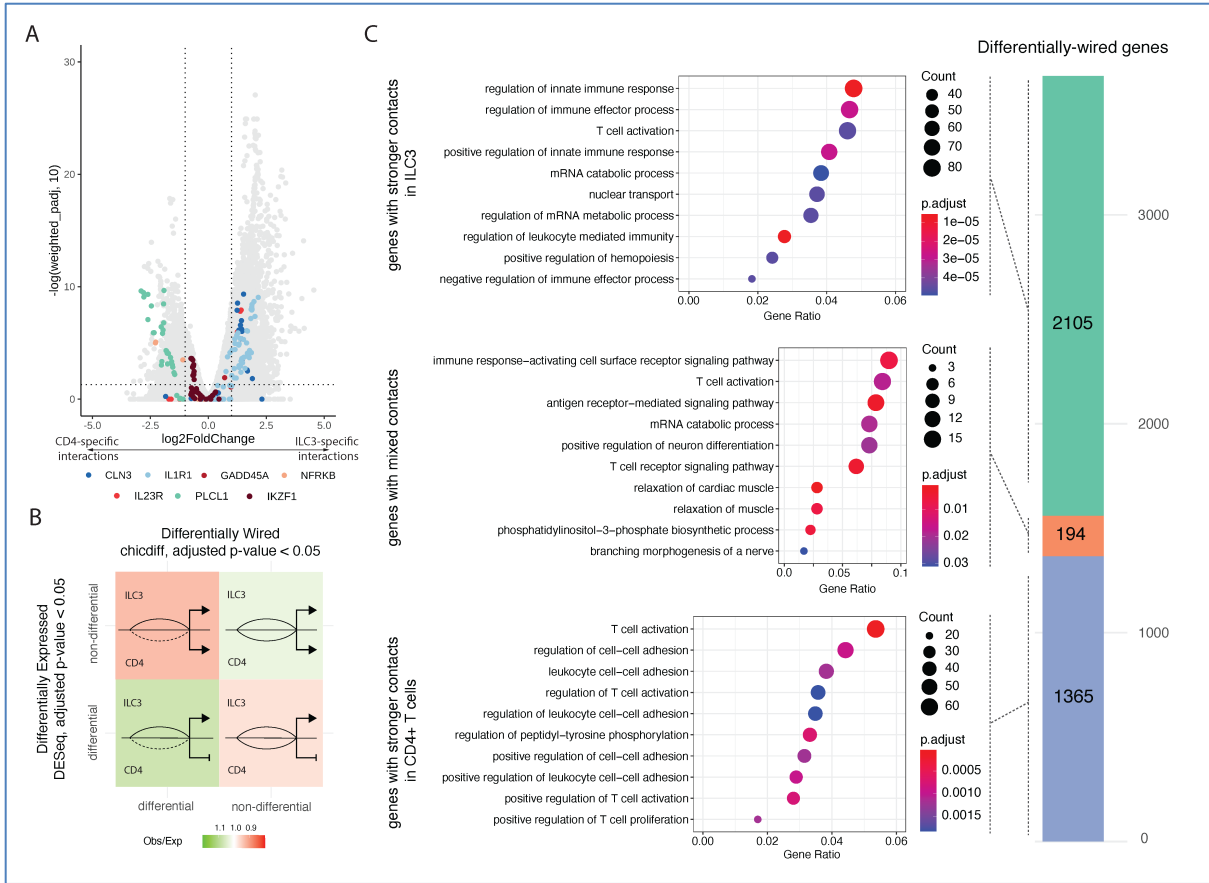 A
30
20
10
0
-log(weighted_padj, 10)
-5.0
-2.5
0.0
2.5
5.0
log2FoldChange
CD4-specific
interactions
ILC3-specific
interactions
CLN3
IL1R1
GADD45A
NFRKB
IL23R
PLCL1
IKZF1
B
Differentially Wired
chicdiff, adjusted p-value < 0.05
Differentially Expressed
DESeq, adjusted p-value < 0.05
non-differential
differential
ILC3
CD4
ILC3
CD4
ILC3
CD4
ILC3
CD4
differential
non-differential
1.1 1.0 0.9
Obs/Exp
C
genes with stronger contacts
in ILC3
regulation of innate immune response
regulation of immune effector process
T cell activation
positive regulation of innate immune response
mRNA catabolic process
nuclear transport
regulation of mRNA metabolic process
regulation of leukocyte mediated immunity
positive regulation of hemopoiesis
negative regulation of immune effector process
0.00
0.02
0.04
0.06
Gene Ratio
Count
40
50
60
70
80
p.adjust
1e-05
2e-05
3e-05
4e-05
genes with mixed contacts
immune response-activating cell surface receptor signaling pathway
T cell activation
antigen receptor-mediated signaling pathway
mRNA catabolic process
positive regulation of neuron differentiation
T cell receptor signaling pathway
relaxation of cardiac muscle
relaxation of muscle
phosphatidylinositol-3-phosphate biosynthetic process
branching morphogenesis of a nerve
0.0
0.05
0.1
Gene Ratio
Count
3
6
9
12
15
p.adjust
0.01
0.02
0.03
genes with stronger contacts
in CD4+ T cells
T cell activation
regulation of cell-cell adhesion
leukocyte cell-cell adhesion
regulation of T cell activation
regulation of leukocyte cell-cell adhesion
regulation of peptidyl-tyrosine phosphorylation
positive regulation of cell-cell adhesion
positive regulation of leukocyte cell-cell adhesion
positive regulation of T cell activation
positive regulation of T cell proliferation
0.00
0.02
0.04
0.06
Gene Ratio
Count
20
30
40
50
60
p.adjust
0.0005
0.0010
0.0015
Differentially-wired genes
2105
194
1365
3000
2000
1000
0